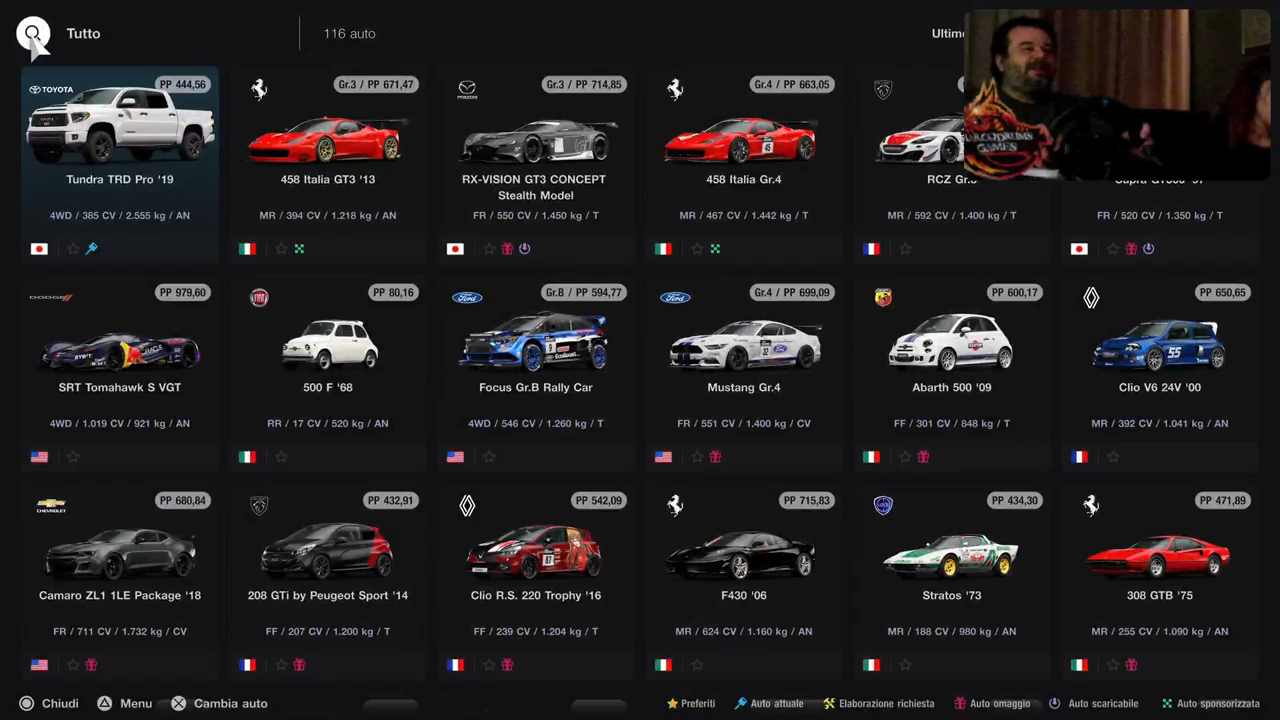 Tutto
116 auto
Ultimo
TOYOTA
PP 444,56
Tundra TRD Pro '19
4WD / 385 CV / 2.555 kg / AN
Gr.3 / PP 671,47
458 Italia GT3 '13
MR / 394 CV / 1.218 kg / AN
mazda
Gr.3 / PP 714,85
RX-VISION GT3 CONCEPT
Stealth Model
FR / 550 CV / 1.450 kg / T
Gr.4 / PP 663,05
458 Italia Gr.4
MR / 467 CV / 1.442 kg / T
RCZ Gr.3
MR / 592 CV / 1.400 kg / T
FR / 520 CV / 1.350 kg / T
GAMES
DODGE
PP 979,60
SRT Tomahawk S VGT
4WD / 1.019 CV / 921 kg / AN
FIAT
PP 80,16
500 F '68
RR / 17 CV / 520 kg / AN
Ford
Gr.B / PP 594,77
Focus Gr.B Rally Car
4WD / 546 CV / 1.260 kg / T
Ford
Gr.4 / PP 699,09
Mustang Gr.4
FR / 551 CV / 1.400 kg / CV
PP 600,17
Abarth 500 '09
FF / 301 CV / 848 kg / T
PP 650,65
55
Clio V6 24V '00
MR / 392 CV / 1.041 kg / AN
CHEVROLET
PP 680,84
Camaro ZL1 1LE Package '18
FR / 711 CV / 1.732 kg / CV
PP 432,91
208 GTi by Peugeot Sport '14
FF / 207 CV / 1.200 kg / T
PP 542,09
Clio R.S. 220 Trophy '16
FF / 239 CV / 1.204 kg / T
PP 715,83
F430 '06
MR / 624 CV / 1.160 kg / AN
PP 434,30
Stratos '73
MR / 188 CV / 980 kg / AN
PP 471,89
308 GTB '75
MR / 255 CV / 1.090 kg / AN
Chiudi
Menu
Cambia auto
Preferiti
Auto attuale
Elaborazione richiesta
Auto omaggio
Auto scaricabile
Auto sponsorizzata